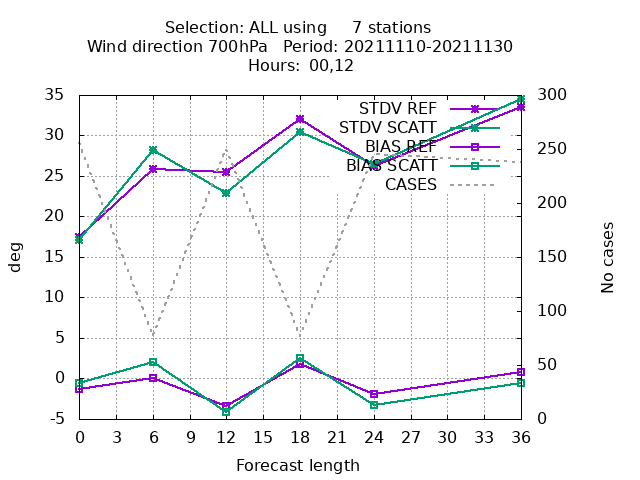 Selection: ALL using 7 stations
Wind direction 700hPa Period: 20211110-20211130
Hours: 00,12
35
30
25
20
15
10
5
0
-5
300
250
200
150
100
50
0
STDV REF
STDV SCATT
BIAS REF
BIAS SCATT
CASES
deg
No cases
0 3 6 9 12 15 18 21 24 27 30 33 36
Forecast length